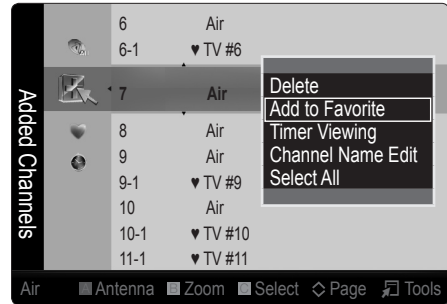 Added Channels
6 Air
6-1 ♥ TV #6
7 Air
8 Air
9 Air
9-1 ♥ TV #9
10 Air
10-1 ♥ TV #10
11-1 ♥ TV #11
Delete
Add to Favorite
Timer Viewing
Channel Name Edit
Select All
Air A Antenna B Zoom C Select Page Tools